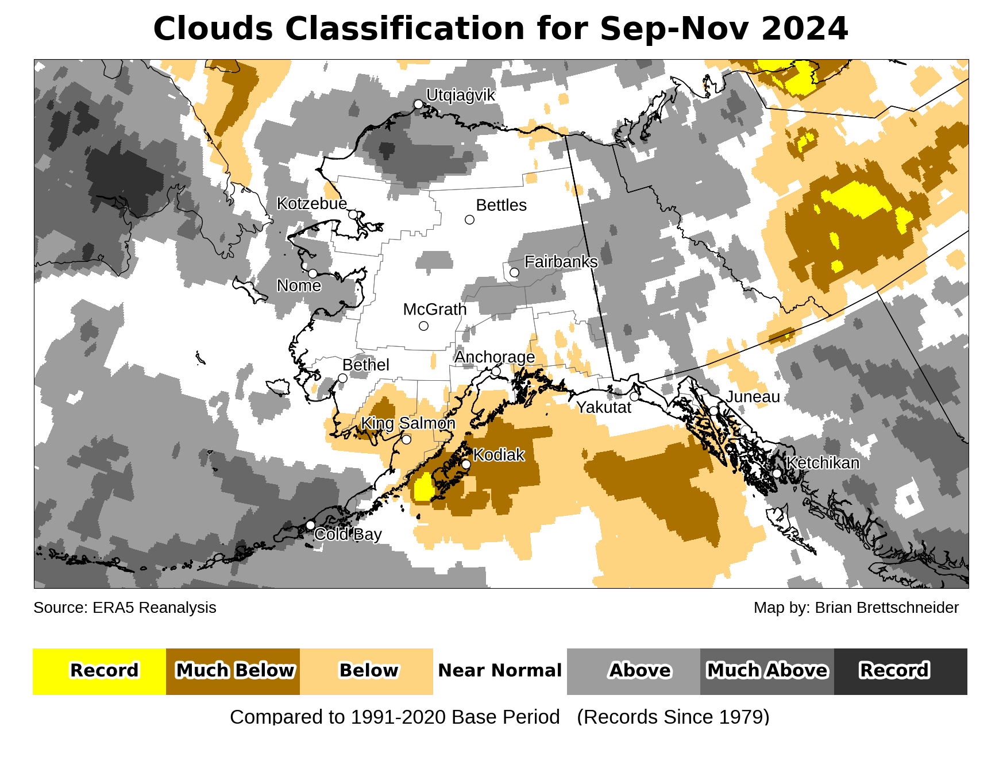 Clouds Classification for Sep-Nov 2024
Utqiaġvik
Kotzebue
Bettles
Fairbanks
Nome
McGrath
Anchorage
Bethel
Juneau
Yakutat
King Salmon
Kodiak
Ketchikan
Cold Bay
Source: ERA5 Reanalysis
Map by: Brian Brettschneider
Record Much Below Below Near Normal Above Much Above Record
Compared to 1991-2020 Base Period (Records Since 1979)